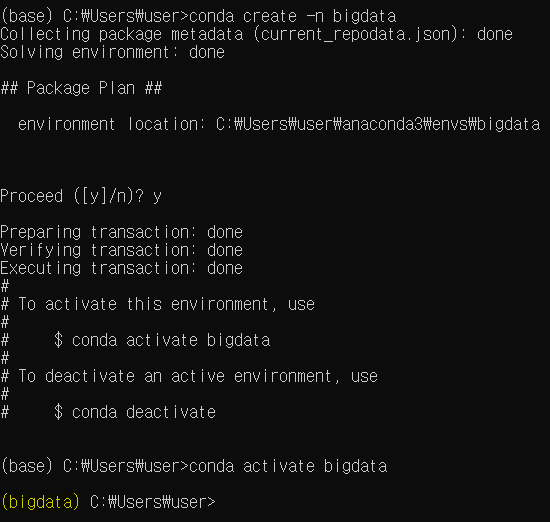 (base) C:₩Users₩user>conda create -n bigdata
Collecting package metadata (current_repodata.json): done
Solving environment: done
## Package Plan ##
environment location: C:₩Users₩user₩anaconda3₩envs₩bigdata
Proceed ([y]/n)? y
Preparing transaction: done
Verifying transaction: done
Executing transaction: done
#
# To activate this environment, use
#
#     $ conda activate bigdata
#
# To deactivate an active environment, use
#
#     $ conda deactivate
(base) C:₩Users₩user>conda activate bigdata
(bigdata) C:₩Users₩user>